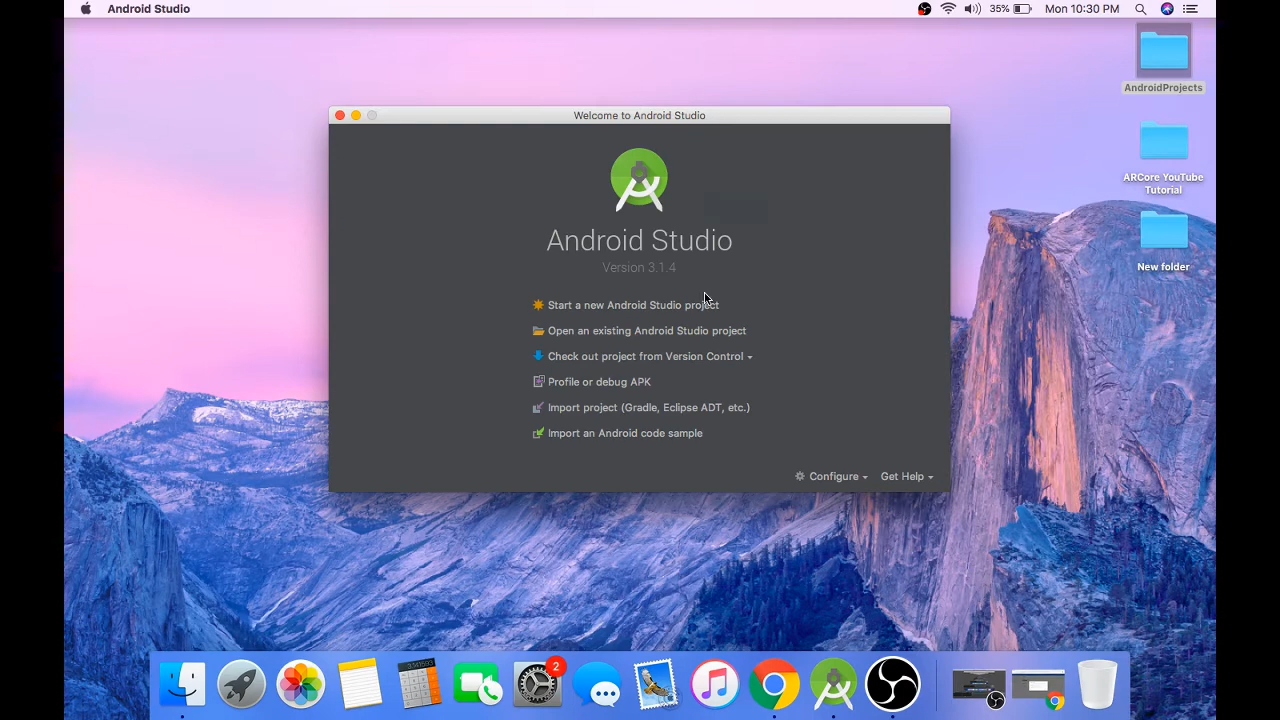 Android Studio
35%
Mon 10:30 PM
AndroidProjects
Welcome to Android Studio
Android Studio
Version 3.1.4
Start a new Android Studio project
Open an existing Android Studio project
Check out project from Version Control
Profile or debug APK
Import project (Gradle, Eclipse ADT, etc.)
Import an Android code sample
Configure
Get Help
ARCore YouTube
Tutorial
New folder
2